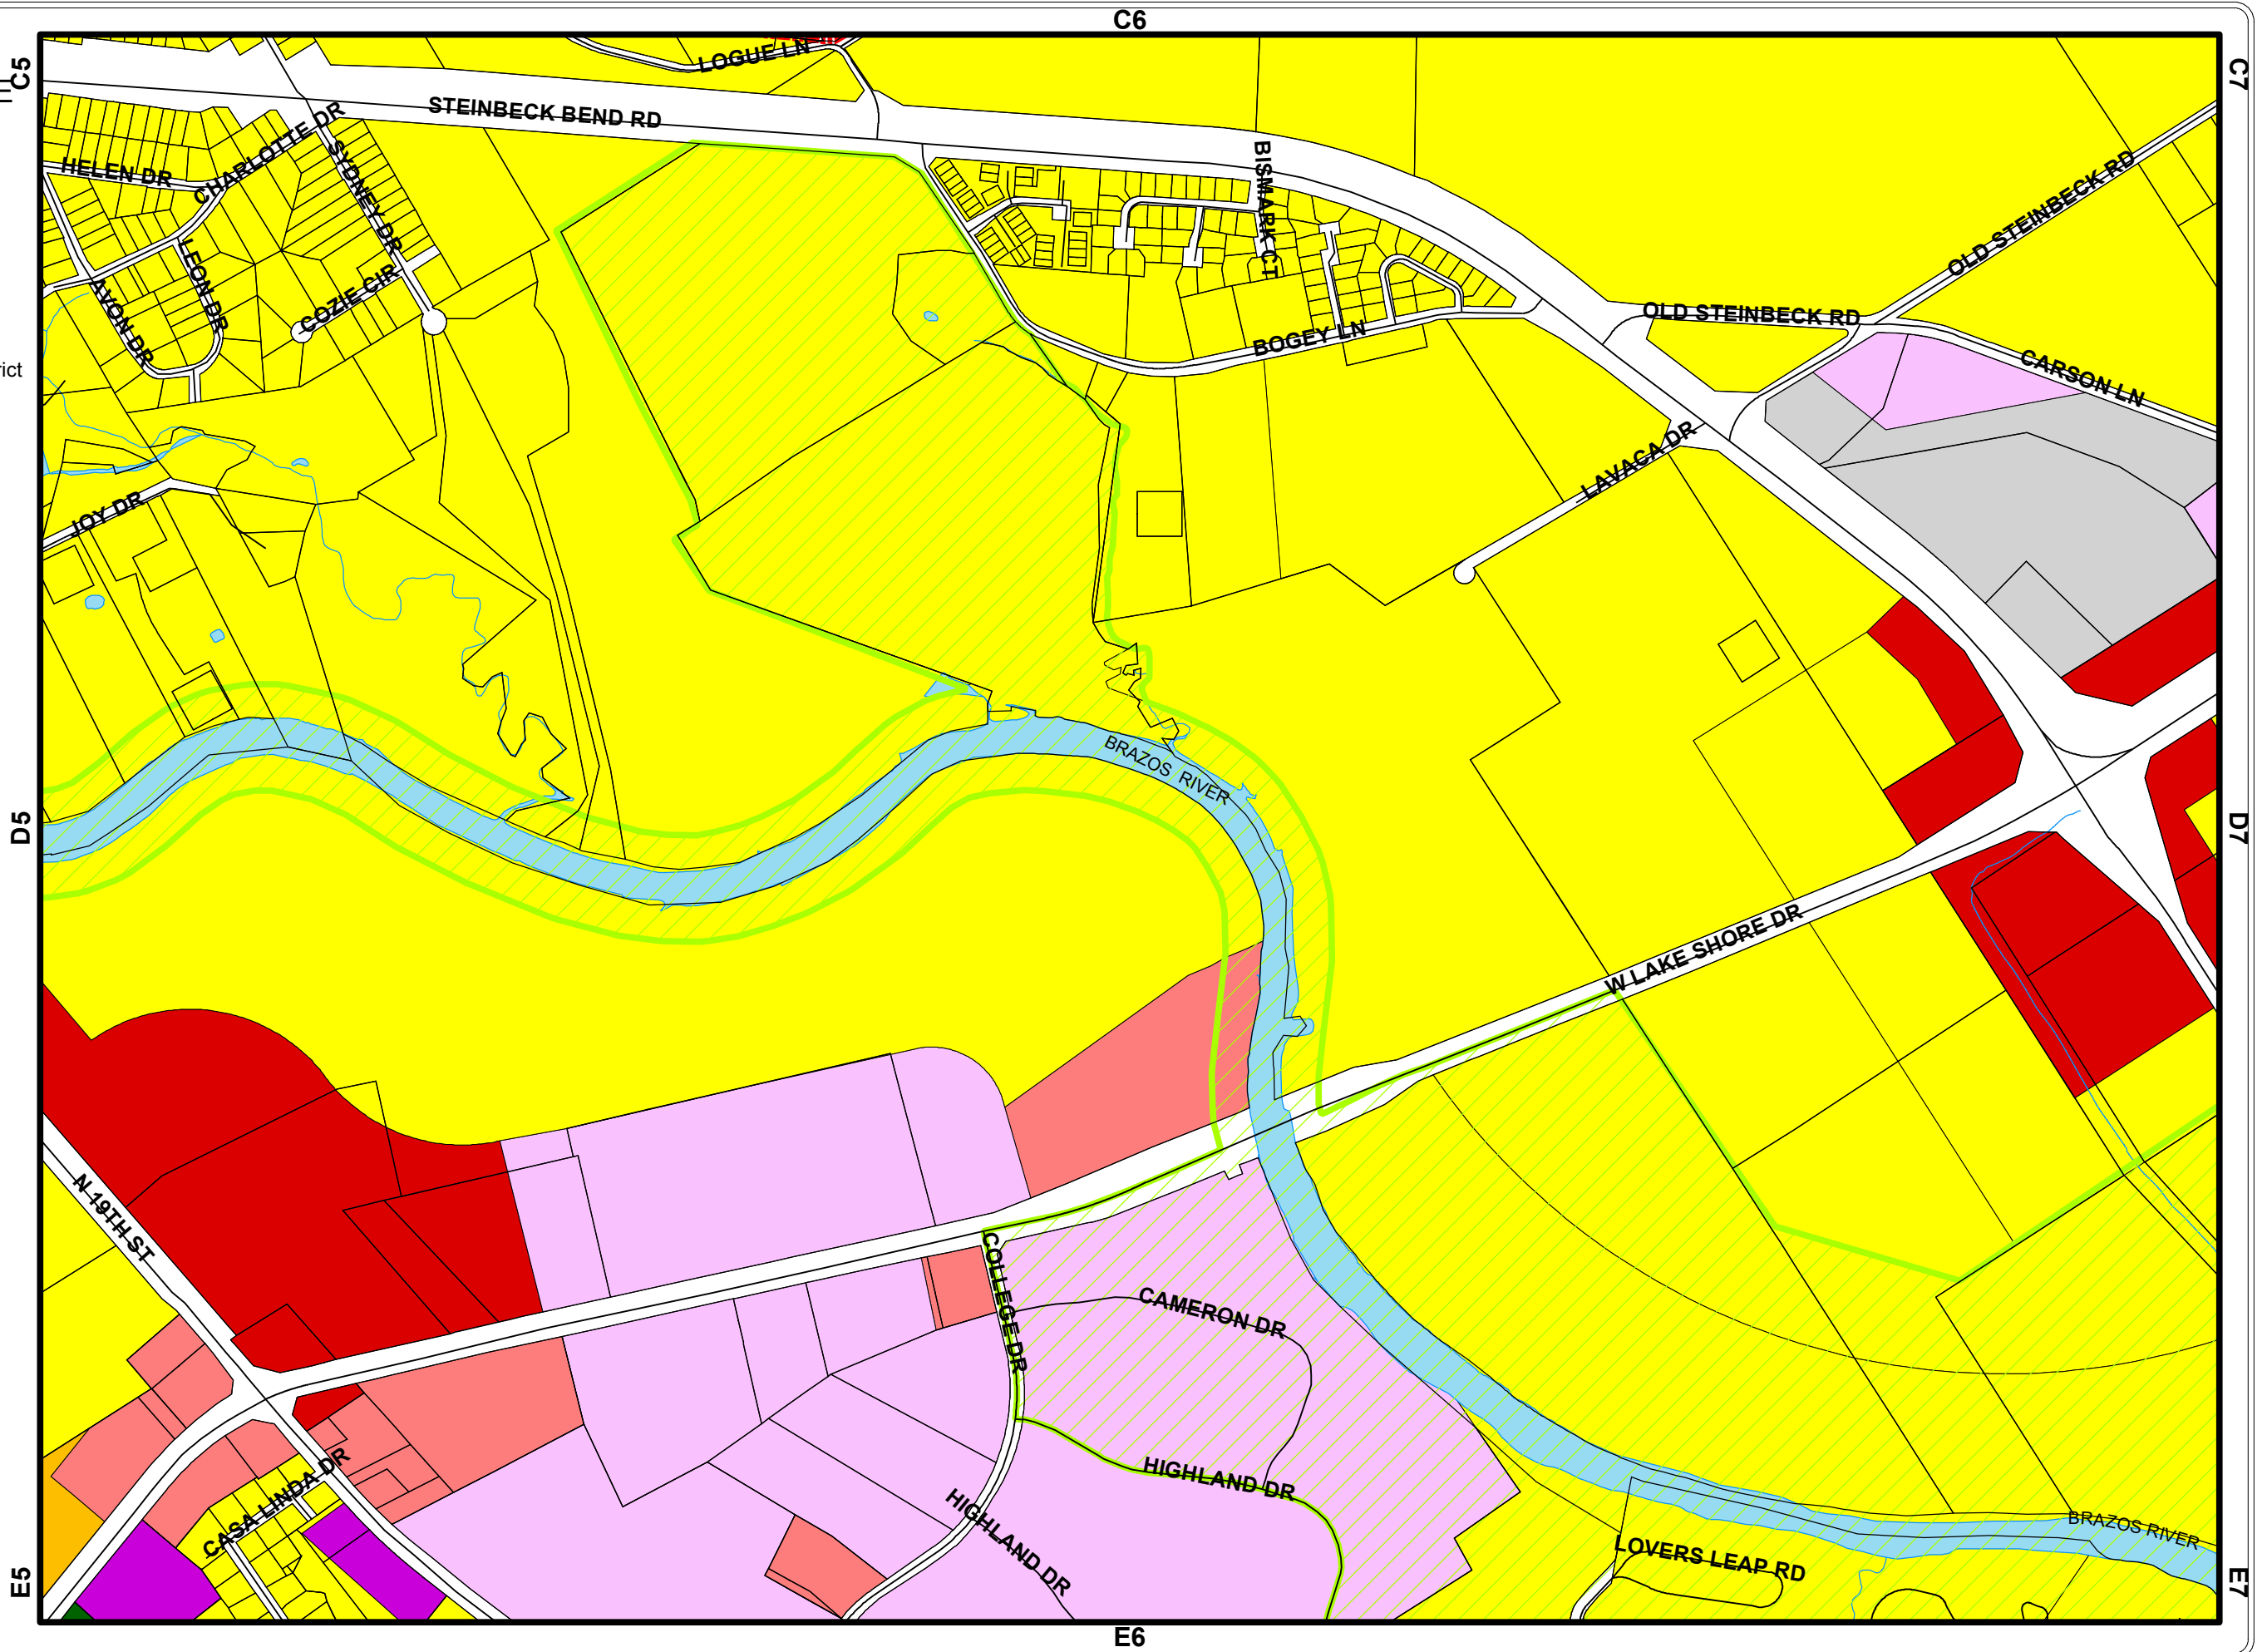 C6
C5
C7
LOGUE LN
STEINBECK BEND RD
CHARLOTTE DR
HELEN DR
SYDNEY DR
BISMARK CT
OLD STEINBECK RD
LEON DR
COZIE CIR
AVON DR
OLD STEINBECK RD
BOGEY LN
CARSON LN
rict
LAVACA DR
JOY DR
BRAZOS RIVER
D5
D7
W LAKE SHORE DR
N 19TH ST
COLLEGE DR
CAMERON DR
HIGHLAND DR
CASA LINDA DR
HIGHLAND DR
BRAZOS RIVER
LOVERS LEAP RD
E5
E7
E6